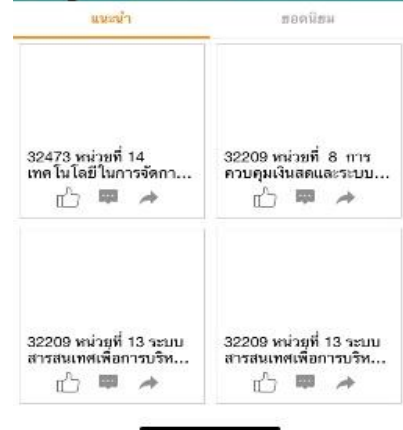 แนะนำ
ยอดนิยม
32473 หน่วยที่ 14
เทคโนโลยีในการจัดกา...
32209 หน่วยที่ 8 การ
ควบคุมเงินสดและระบบ...
32209 หน่วยที่ 13 ระบบ
สารสนเทศเพื่อการบริห...
32209 หน่วยที่ 13 ระบบ
สารสนเทศเพื่อการบริห...